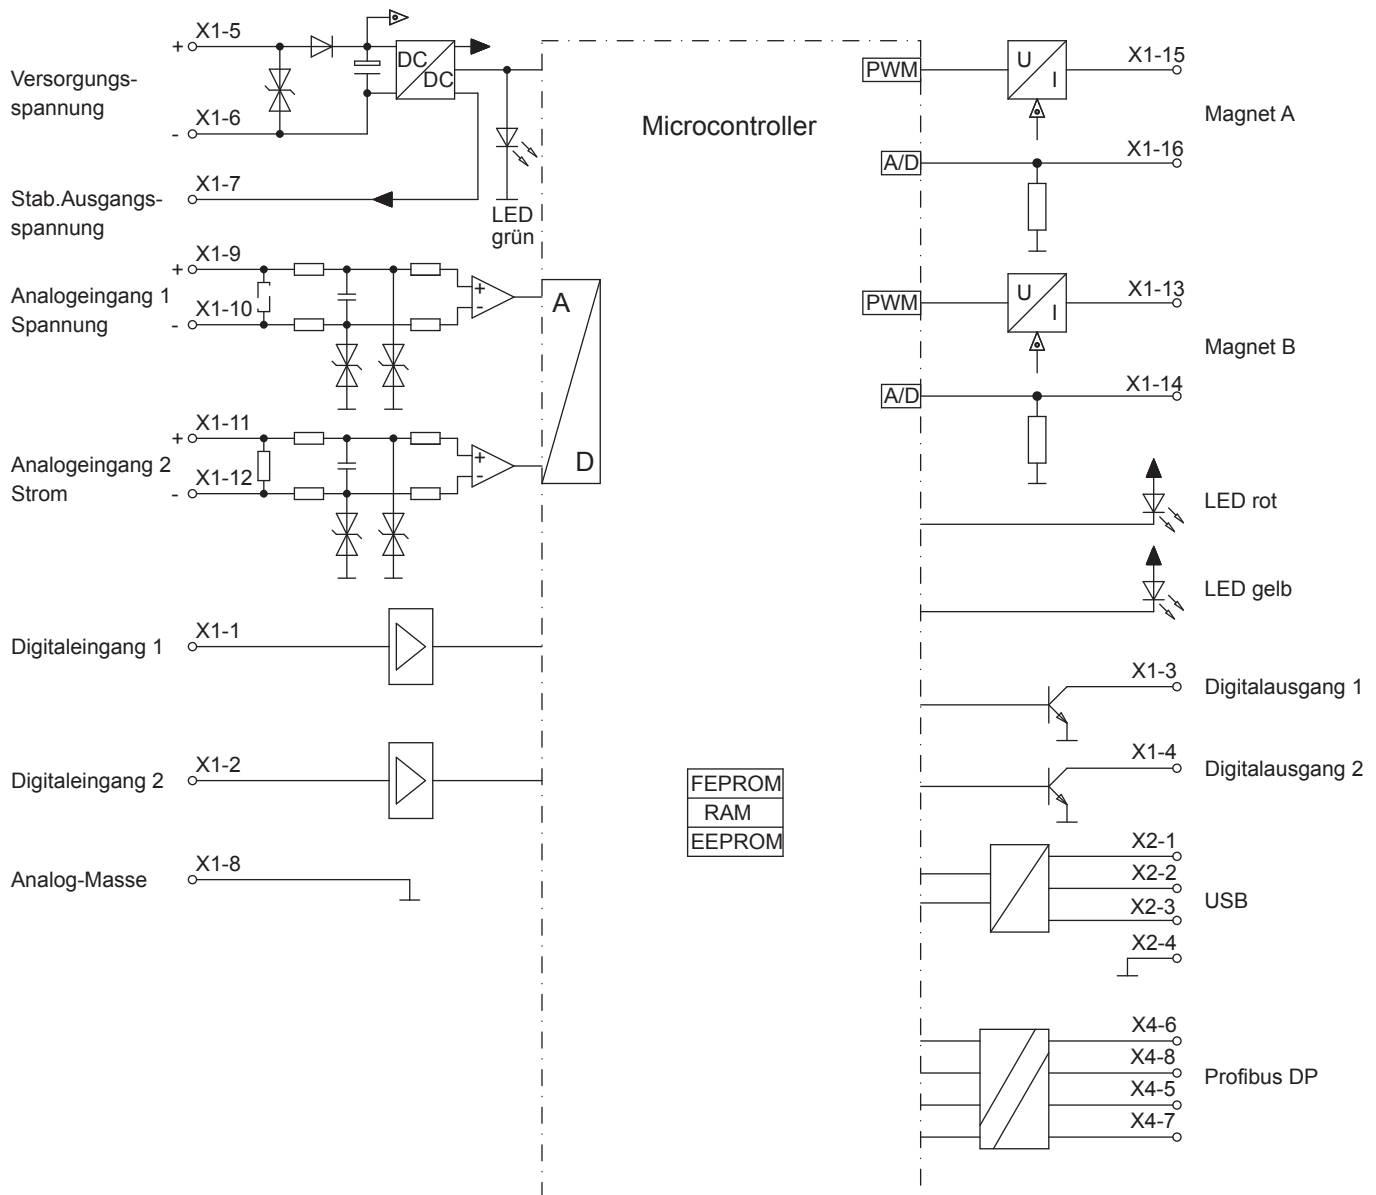 X1-5
+
Versorgungs-
spannung
X1-6
-
DC
DC
X1-7
Stab.Ausgangs-
spannung
LED
grün
X1-9
+
Analogeingang 1
Spannung
X1-10
-
+
-
A
D
X1-11
+
Analogeingang 2
Strom
X1-12
-
+
-
X1-1
Digitaleingang 1
X1-2
Digitaleingang 2
X1-8
Analog-Masse
Microcontroller
FEPROM
RAM
EEPROM
PWM
U
I
X1-15
Magnet A
A/D
X1-16
PWM
U
I
X1-13
Magnet B
A/D
X1-14
LED rot
LED gelb
X1-3
Digitalausgang 1
X1-4
Digitalausgang 2
X2-1
X2-2
X2-3
USB
X2-4
X4-6
X4-8
Profibus DP
X4-5
X4-7